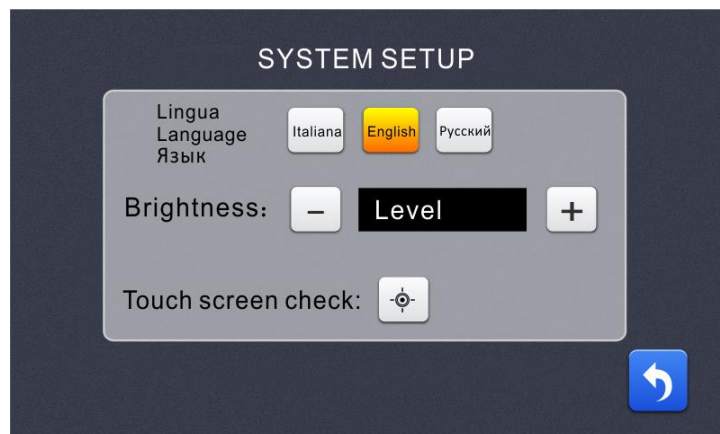 SYSTEM SETUP
Lingua
Language
Язык
Italiana English Русский
Brightness: − Level +
Touch screen check: